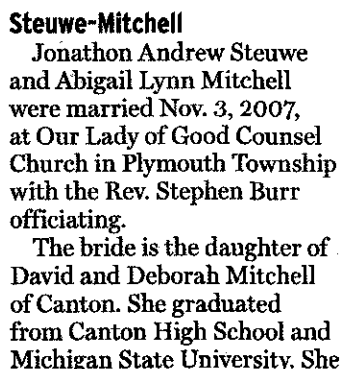 Steuwe-Mitchell
Jonathon Andrew Steuwe
and Abigail Lynn Mitchell
were married Nov. 3, 2007,
at Our Lady of Good Counsel
Church in Plymouth Township
with the Rev. Stephen Burr
officiating.
The bride is the daughter of
David and Deborah Mitchell
of Canton. She graduated
from Canton High School and
Michigan State University. She